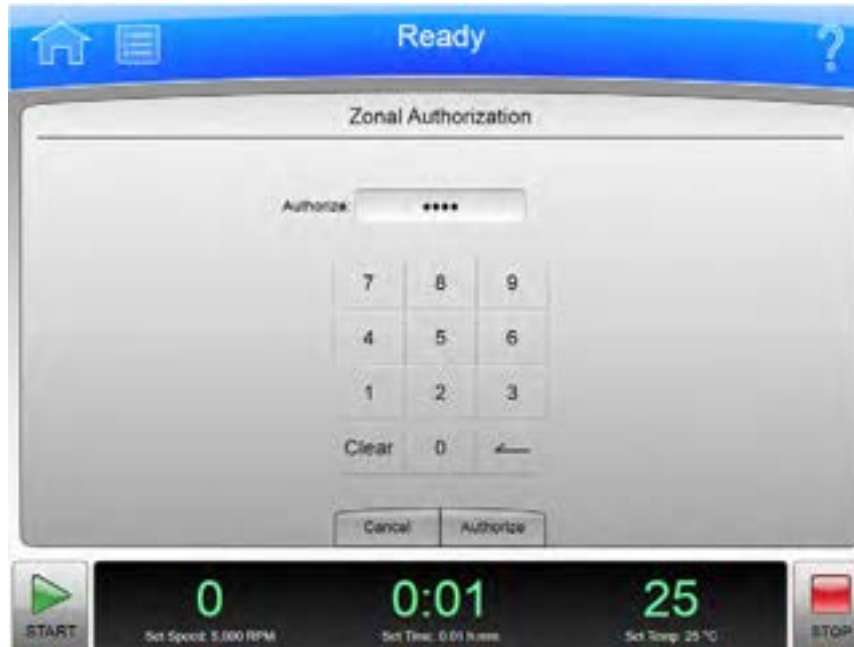 Ready
?
Zonal Authorization
Authorize: ••••
7 8 9
4 5 6
1 2 3
Clear 0
Cancel Authorize
START 0 0:01 25 STOP
Set Speed: 5,000 RPM Set Time: 0:01 h:mm Set Temp: 25 °C